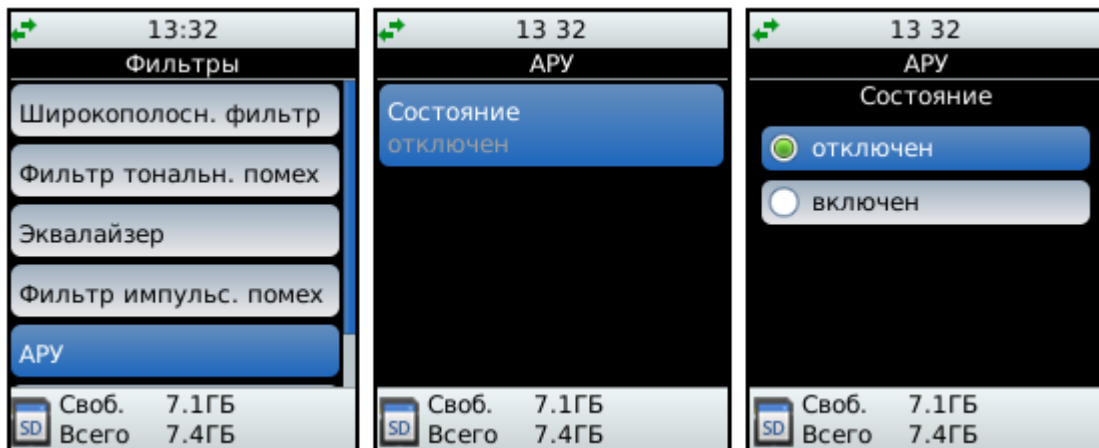 13:32
Фильтры
Широкополосн. фильтр
Фильтр тональн. помех
Эквалайзер
Фильтр импульс. помех
АРУ
SD
Своб. 7.1ГБ
Всего 7.4ГБ
13 32
АРУ
Состояние
отключен
SD
Своб. 7.1ГБ
Всего 7.4ГБ
13 32
АРУ
Состояние
отключен
включен
SD
Своб. 7.1ГБ
Всего 7.4ГБ